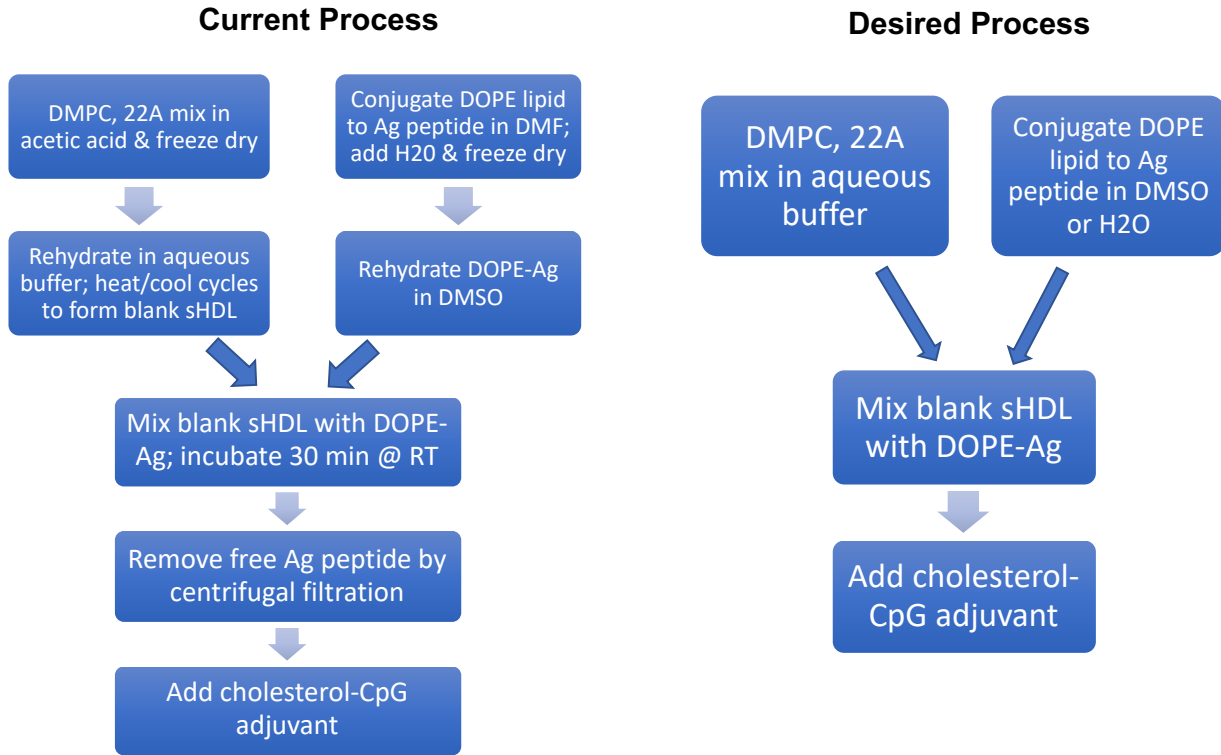 Current Process
DMPC, 22A mix in
acetic acid & freeze dry
Conjugate DOPE lipid
to Ag peptide in DMF;
add H20 & freeze dry
Rehydrate in aqueous
buffer; heat/cool cycles
to form blank sHDL
Rehydrate DOPE-Ag
in DMSO
Mix blank sHDL with DOPE-
Ag; incubate 30 min @ RT
Remove free Ag peptide by
centrifugal filtration
Add cholesterol-CpG
adjuvant
Desired Process
DMPC, 22A
mix in aqueous
buffer
Conjugate DOPE
lipid to Ag
peptide in DMSO
or H2O
Mix blank sHDL
with DOPE-Ag
Add cholesterol-
CpG adjuvant